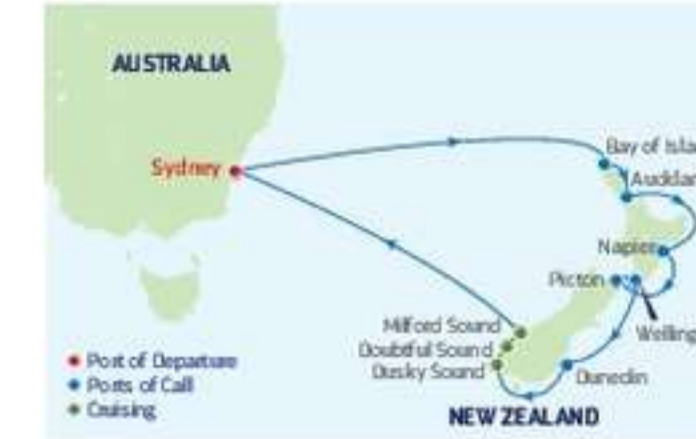 AUSTRALIA
Sydney
Bay of Isla
Aucklan
Napier
Picton
Welling
Milford Sound
Doubtful Sound
Dusky Sound
Dunedin
Port of Departure
Ports of Call
Cruising
NEW ZEALAND